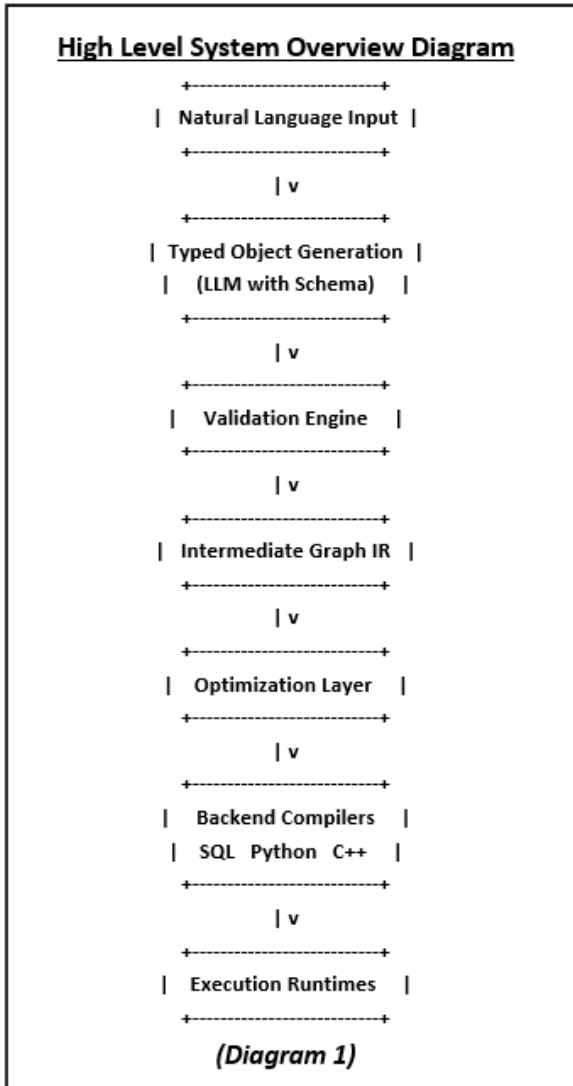 High Level System Overview Diagram
+----------------------------+
| Natural Language Input |
+----------------------------+
| v
+----------------------------+
| Typed Object Generation |
| (LLM with Schema) |
+----------------------------+
| v
+----------------------------+
| Validation Engine |
+----------------------------+
| v
+----------------------------+
| Intermediate Graph IR |
+----------------------------+
| v
+----------------------------+
| Optimization Layer |
+----------------------------+
| v
+----------------------------+
| Backend Compilers |
| SQL Python C++ |
+----------------------------+
| v
+----------------------------+
| Execution Runtimes |
+----------------------------+
(Diagram 1)